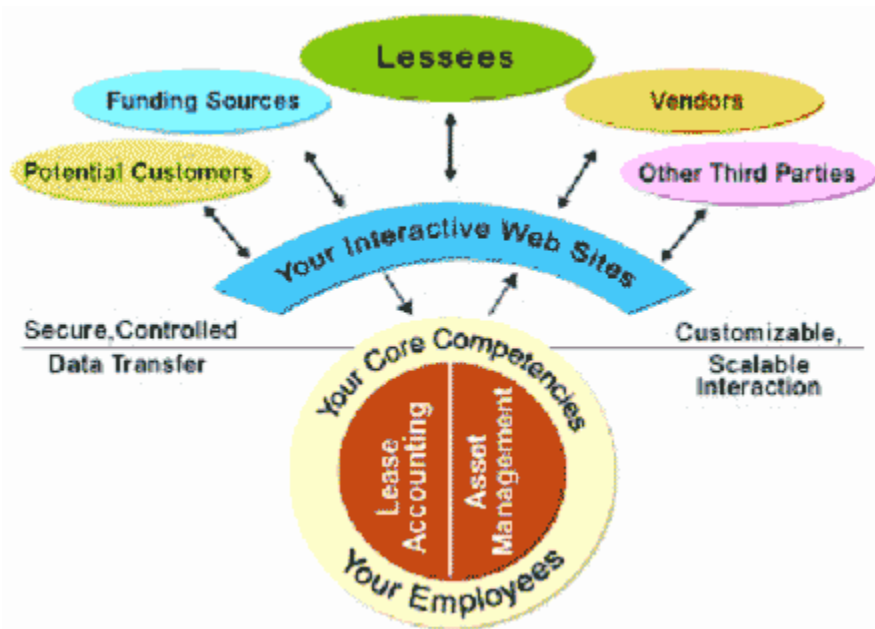 Lessees
Funding Sources
Vendors
Potential Customers
Other Third Parties
Your Interactive Web Sites
Secure,Controlled
Data Transfer
Customizable,
Scalable
Interaction
Your Core Competencies
Lease
Accounting
Asset
Management
Your Employees